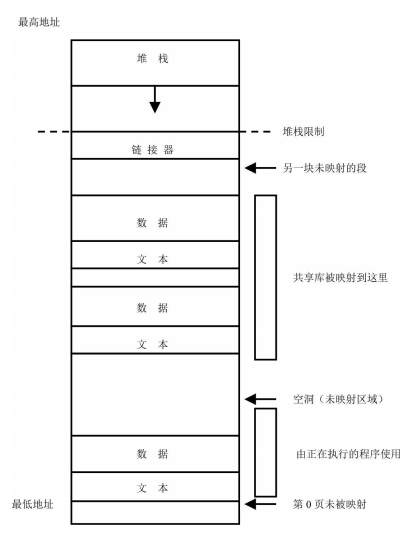 最高地址
堆 栈
堆栈限制
链 接 器
另一块未映射的段
数 据
文 本
共享库被映射到这里
数 据
文 本
空洞（未映射区域）
数 据
由正在执行的程序使用
文 本
最低地址
第 0 页未被映射